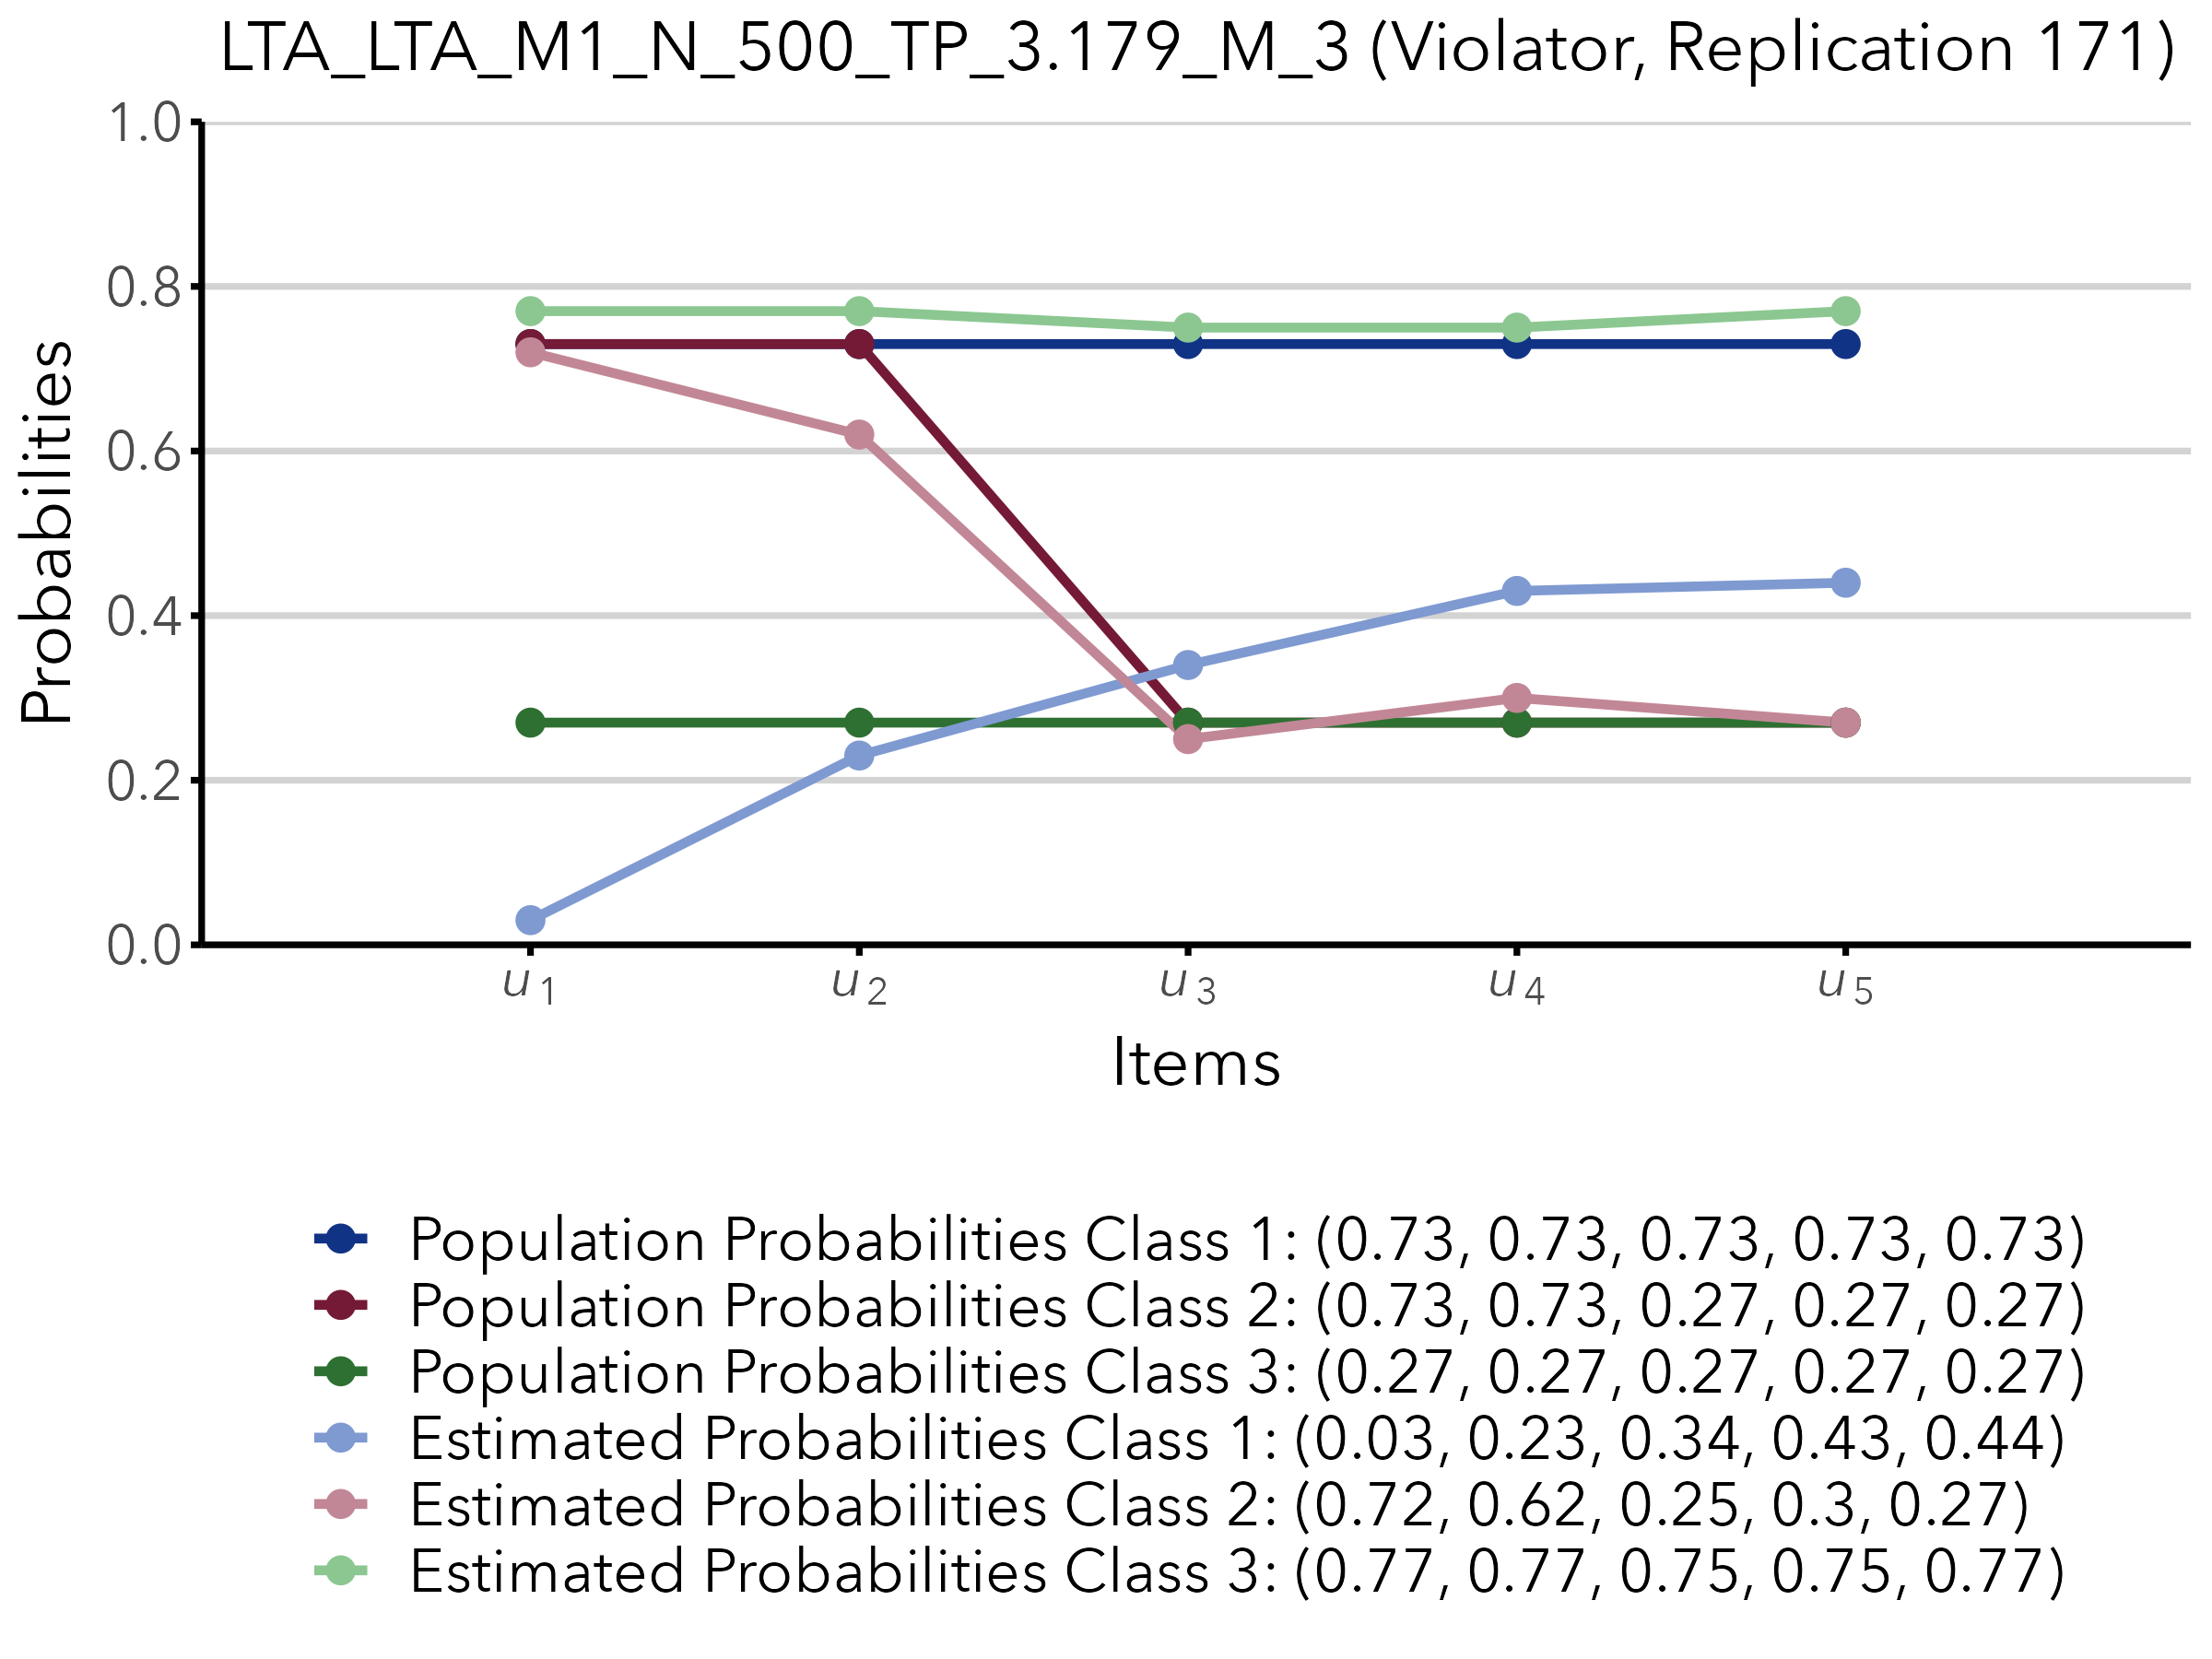 LTA_LTA_M1_N_500_TP_3.179_M_3 (Violator, Replication 171)
1.0
0.8
0.6
0.4
0.2
0.0
Probabilities
u1 u2 u3 u4 u5
Items
Population Probabilities Class 1: (0.73, 0.73, 0.73, 0.73, 0.73)
Population Probabilities Class 2: (0.73, 0.73, 0.27, 0.27, 0.27)
Population Probabilities Class 3: (0.27, 0.27, 0.27, 0.27, 0.27)
Estimated Probabilities Class 1: (0.03, 0.23, 0.34, 0.43, 0.44)
Estimated Probabilities Class 2: (0.72, 0.62, 0.25, 0.3, 0.27)
Estimated Probabilities Class 3: (0.77, 0.77, 0.75, 0.75, 0.77)